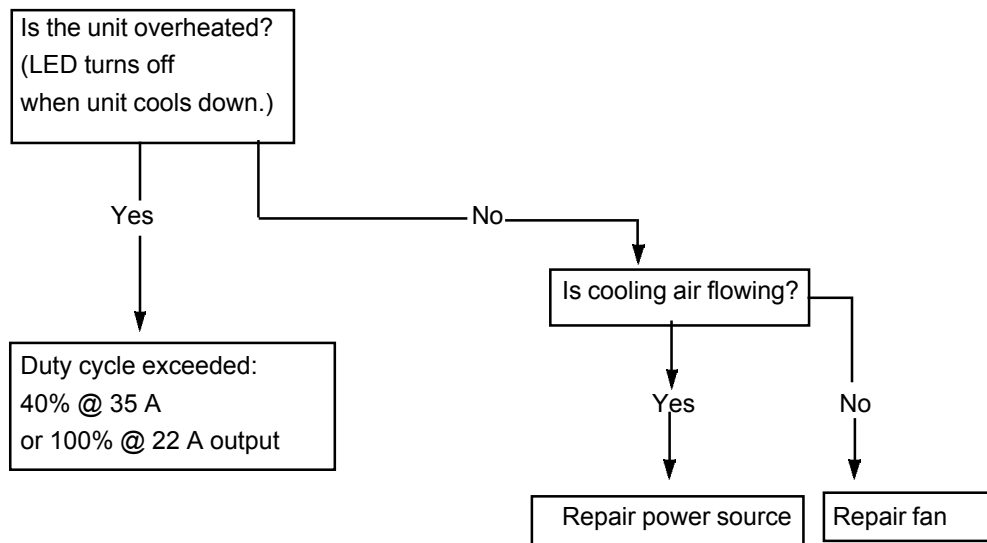 Is the unit overheated?
(LED turns off
when unit cools down.)
Yes
No
Is cooling air flowing?
Duty cycle exceeded:
40% @ 35 A
or 100% @ 22 A output
Yes
No
Repair power source
Repair fan